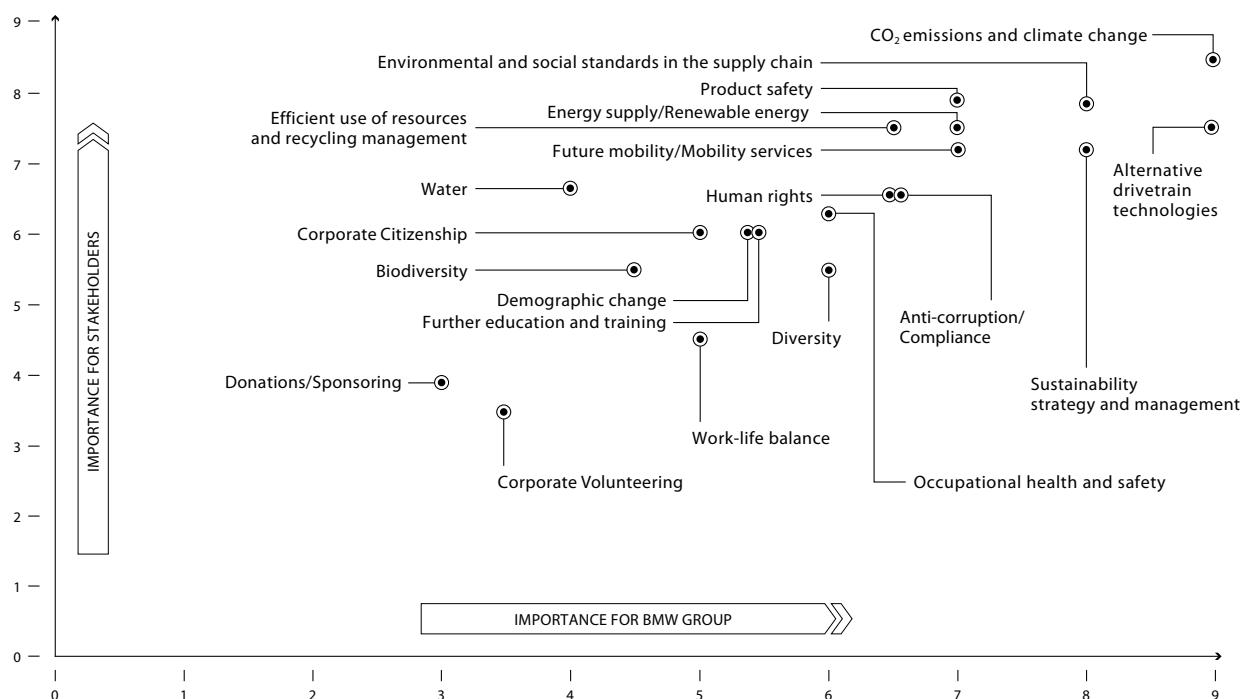 9
CO₂ emissions and climate change
Environmental and social standards in the supply chain
8
Product safety
Energy supply/Renewable energy
Efficient use of resources
and recycling management
Future mobility/Mobility services
7
Alternative
drivetrain
technologies
Water
Human rights
6
Corporate Citizenship
Biodiversity
5
Demographic change
Further education and training
Diversity
Anti-corruption/
Compliance
4
Donations/Sponsoring
Sustainability
strategy and management
Work-life balance
3
Corporate Volunteering
Occupational health and safety
2
1
0
IMPORTANCE FOR STAKEHOLDERS
IMPORTANCE FOR BMW GROUP
0 1 2 3 4 5 6 7 8 9